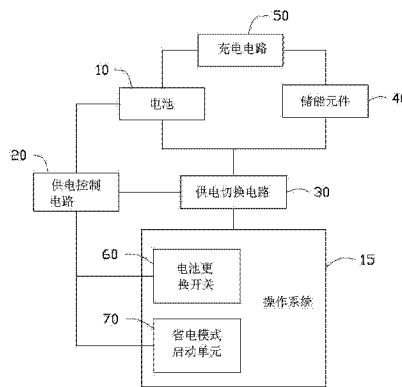 50
充电电路
10
电池
储能元件
40
20
供电控制
电路
供电切换电路
30
60
电池更
换开关
15
操作系统
70
省电模式
启动单元